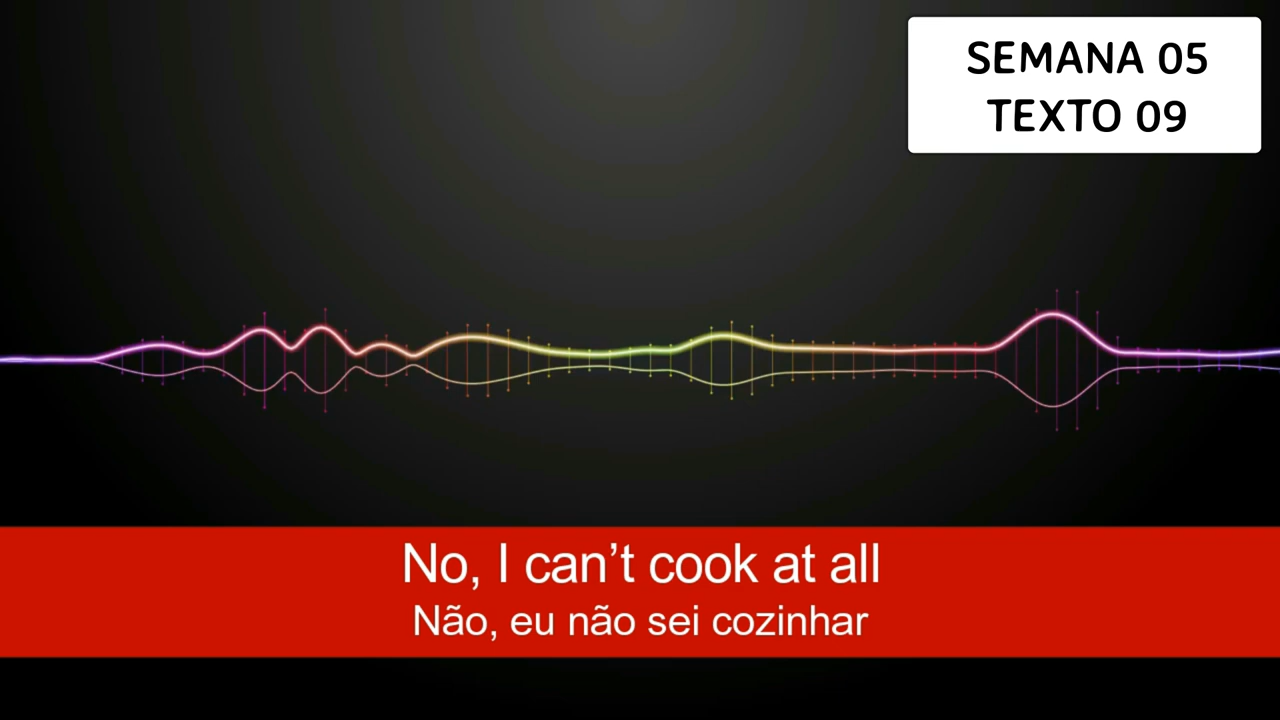 SEMANA 05
TEXTO 09
No, I can’t cook at all
Não, eu não sei cozinhar